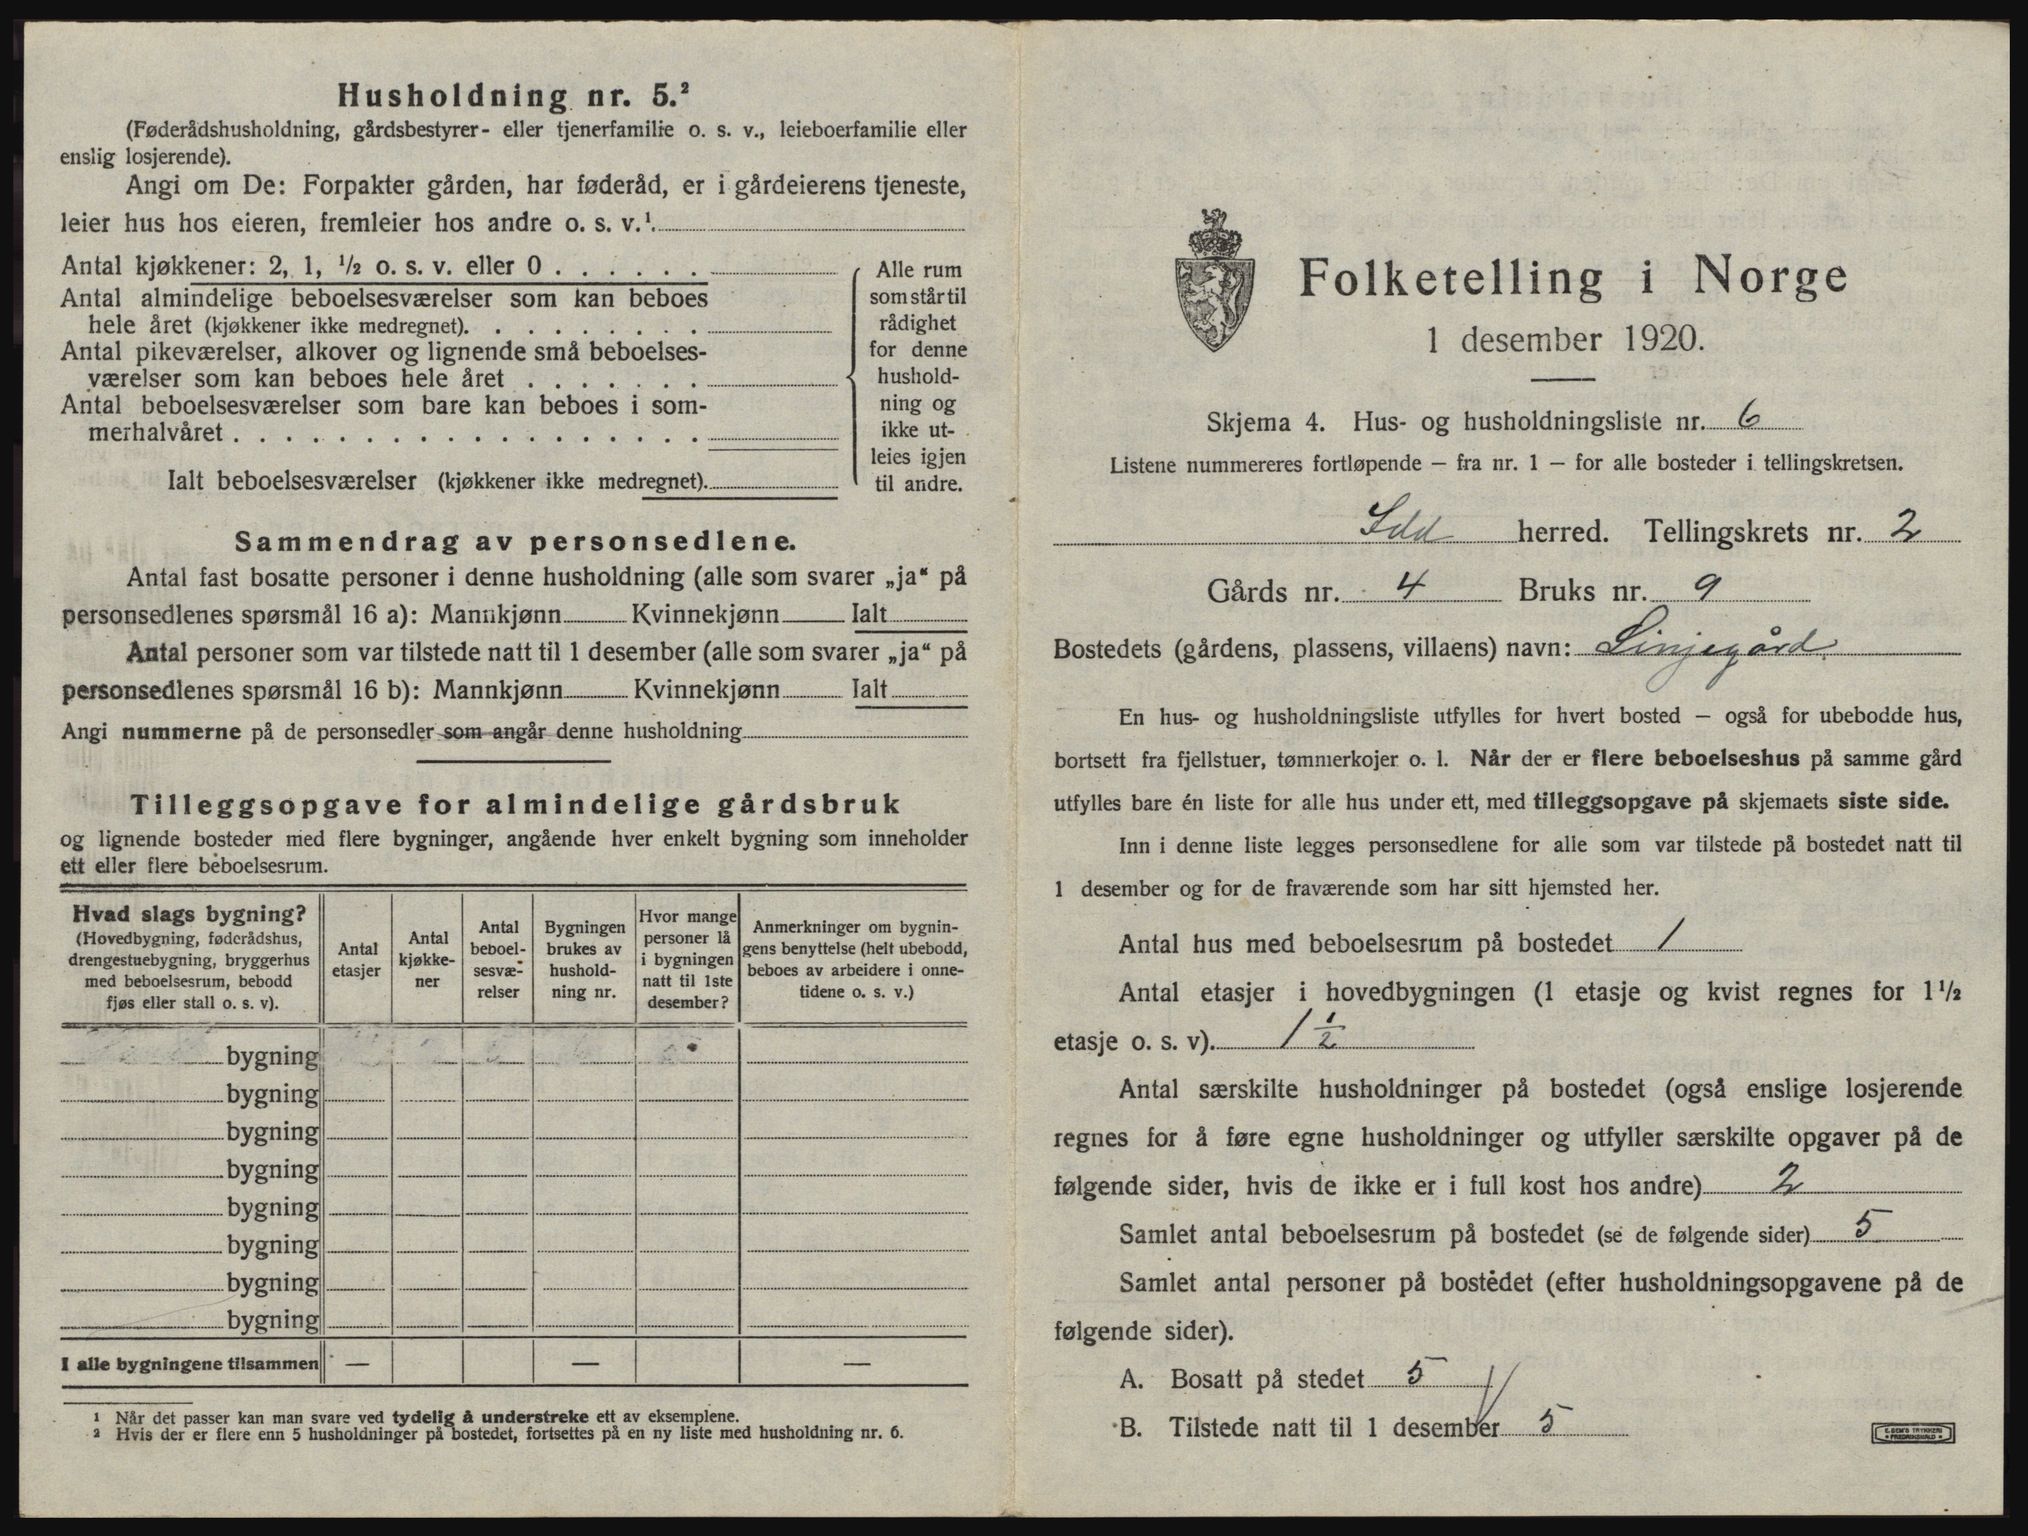 Husholdning nr. 5.²
(Føderådshusholdning, gårdsbestyrer- eller tjenerfamilie o. s. v., leieboerfamilie eller
enslig losjerende).
Angi om De: Forpakter gården, har føderåd, er i gårdeierens tjeneste,
leier hus hos eieren, fremleier hos andre o. s. v.¹.
Antal kjøkkener: 2, 1, ½ o. s. v. eller 0
Antal almindelige beboelsesværelser som kan beboes
hele året (kjøkkener ikke medregnet).
Antal pikeværelser, alkover og lignende små beboelses-
værelser som kan beboes hele året
Antal beboelsesværelser som bare kan beboes i som-
merhalvåret
Ialt beboelsesværelser (kjøkkener ikke medregnet).
Alle rum
som står til
rådighet
for denne
hushold-
ning og
ikke ut-
leies igjen
til andre.
Sammendrag av personsedlene.
Antal fast bosatte personer i denne husholdning (alle som svarer „ja“ på
personsedlenes spørsmål 16 a): Mannkjønn Kvinnekjønn Ialt
Antal personer som var tilstede natt til 1 desember (alle som svarer „ja“ på
personsedlenes spørsmål 16 b): Mannkjønn Kvinnekjønn Ialt
Angi nummerne på de personsedler som angår denne husholdning
Tilleggsopgave for almindelige gårdsbruk
og lignende bosteder med flere bygninger, angående hver enkelt bygning som inneholder
ett eller flere beboelsesrum.
Hvad slags bygning?
(Hovedbygning, føderådshus,
drengestuebygning, bryggerhus
med beboelsesrum, bebodd
fjøs eller stall o. s. v).
Antal
etasjer
Antal
kjøkke-
ner
Antal
beboel-
sesvæ-
relser
Bygningen
brukes av
hushold-
ning nr.
Hvor mange
personer lå
i bygningen
natt til 1ste
desember?
Anmerkninger om bygnin-
gens benyttelse (helt ubebodd,
beboes av arbeidere i onne-
tidene o. s. v.)
bygning
bygning
bygning
bygning
bygning
bygning
bygning
bygning
I alle bygningene tilsammen — — —
¹ Når det passer kan man svare ved tydelig å understreke ett av eksemplene.
² Hvis der er flere enn 5 husholdninger på bostedet, fortsettes på en ny liste med husholdning nr. 6.
Folketelling i Norge
1 desember 1920.
Skjema 4. Hus- og husholdningsliste nr. 6
Listene nummereres fortløpende – fra nr. 1 – for alle bosteder i tellingskretsen.
Idd herred. Tellingskrets nr. 2
Gårds nr. 4 Bruks nr. 9
Bostedets (gårdens, plassens, villaens) navn: Linjegård
En hus- og husholdningsliste utfylles for hvert bosted – også for ubebodde hus,
bortsett fra fjellstuer, tømmerkojer o. l. Når der er flere beboelseshus på samme gård
utfylles bare én liste for alle hus under ett, med tilleggsopgave på skjemaets siste side.
Inn i denne liste legges personsedlene for alle som var tilstede på bostedet natt til
1 desember og for de fraværende som har sitt hjemsted her.
Antal hus med beboelsesrum på bostedet 1
Antal etasjer i hovedbygningen (1 etasje og kvist regnes for 1½
etasje o. s. v). 1½
Antal særskilte husholdninger på bostedet (også enslige losjerende
regnes for å føre egne husholdninger og utfyller særskilte opgaver på de
følgende sider, hvis de ikke er i full kost hos andre) 2
Samlet antal beboelsesrum på bostedet (se de følgende sider) 5
Samlet antal personer på bostedet (efter husholdningsopgavene på de
følgende sider).
A. Bosatt på stedet 5
B. Tilstede natt til 1 desember 5
E. SEM'S TRYKKERI
FREDRIKSHALD